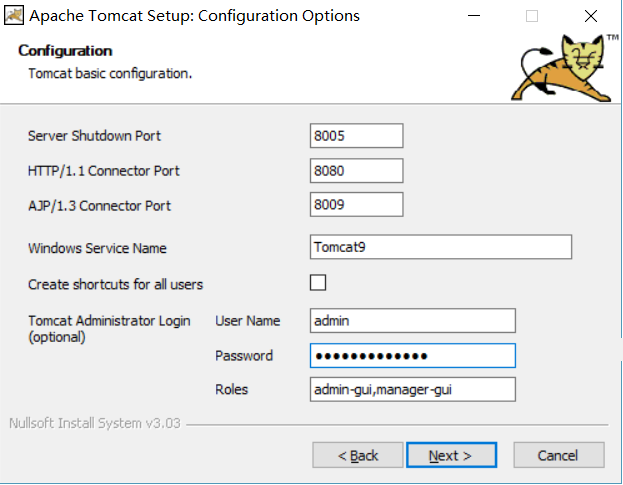 Apache Tomcat Setup: Configuration Options
Configuration
Tomcat basic configuration.
TM
Server Shutdown Port 8005
HTTP/1.1 Connector Port 8080
AJP/1.3 Connector Port 8009
Windows Service Name Tomcat9
Create shortcuts for all users
Tomcat Administrator Login (optional) User Name admin
Password ●●●●●●●●●●●●●
Roles admin-gui,manager-gui
Nullsoft Install System v3.03
< Back Next > Cancel